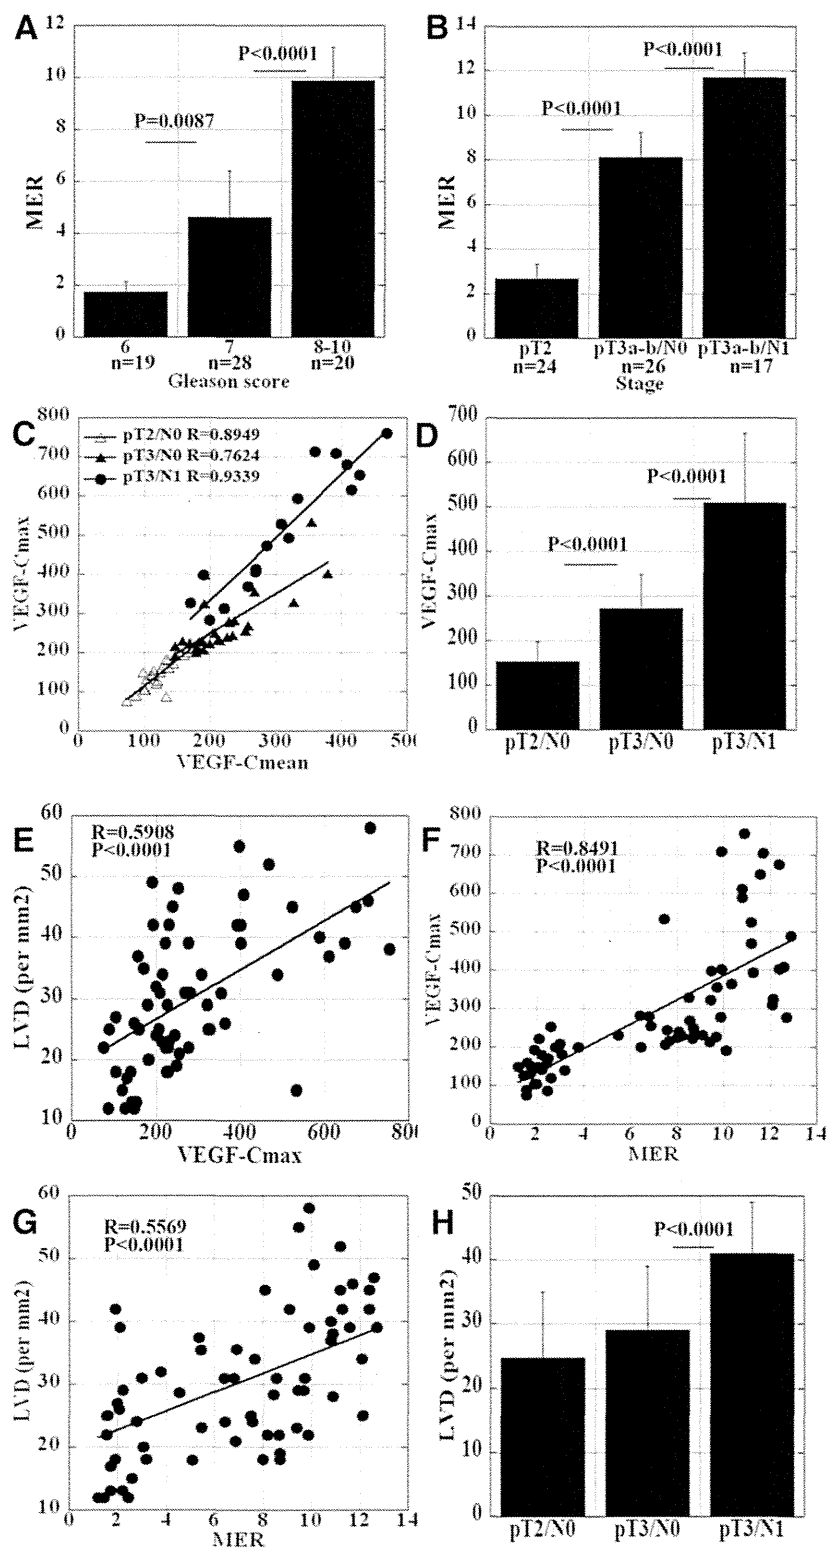 A
12
10
8
6
4
2
0
MER
P=0.0087
P<0.0001
6 7 8-10
n=19 n=28 n=20
Gleason score
B
14
12
10
8
6
4
2
0
MER
P<0.0001
P<0.0001
pT2 pT3a-b/N0 pT3a-b/N1
n=24 n=26 n=17
Stage
C
800
700
600
500
400
300
200
100
0
VEGF-Cmax
pT2/N0 R=0.8949
pT3/N0 R=0.7624
pT3/N1 R=0.9339
0 100 200 300 400 500
VEGF-Cmean
D
700
600
500
400
300
200
100
0
VEGF-Cmax
P<0.0001
P<0.0001
pT2/N0 pT3/N0 pT3/N1
E
60
50
40
30
20
10
LVD (per mm2)
R=0.5908
P<0.0001
0 200 400 600 800
VEGF-Cmax
F
800
700
600
500
400
300
200
100
0
VEGF-Cmax
R=0.8491
P<0.0001
0 2 4 6 8 10 12 14
MER
G
60
50
40
30
20
10
LVD (per mm2)
R=0.5569
P<0.0001
0 2 4 6 8 10 12 14
MER
H
50
40
30
20
10
0
LVD (per mm2)
P<0.0001
pT2/N0 pT3/N0 pT3/N1